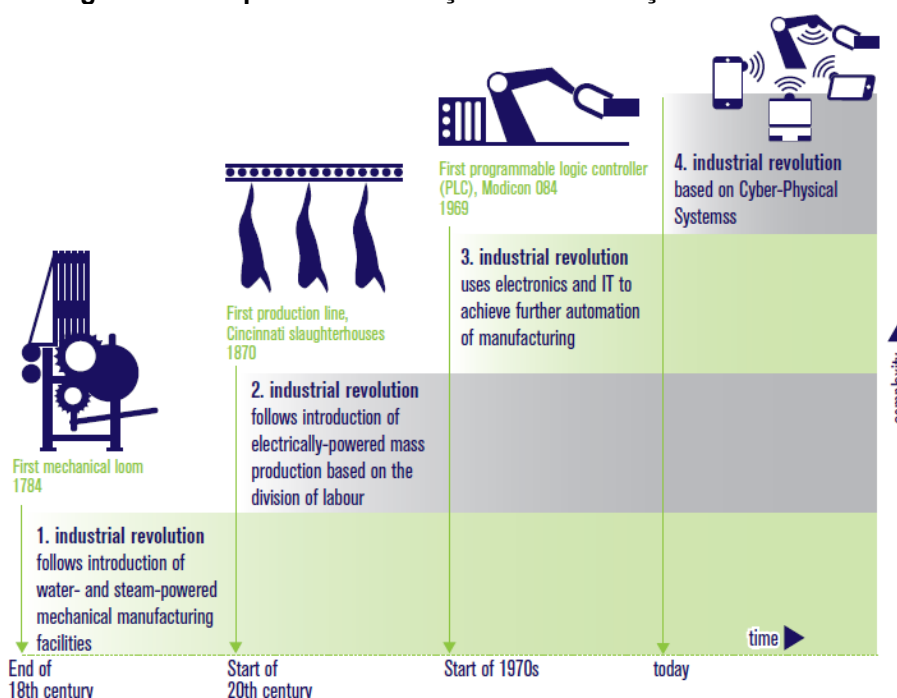 First mechanical loom
1784
First production line,
Cincinnati slaughterhouses
1870
First programmable logic controller
(PLC), Modicon 084
1969
1. industrial revolution
follows introduction of
water- and steam-powered
mechanical manufacturing
facilities
2. industrial revolution
follows introduction of
electrically-powered mass
production based on the
division of labour
3. industrial revolution
uses electronics and IT to
achieve further automation
of manufacturing
4. industrial revolution
based on Cyber-Physical
Systemss
time
End of
18th century
Start of
20th century
Start of 1970s
today